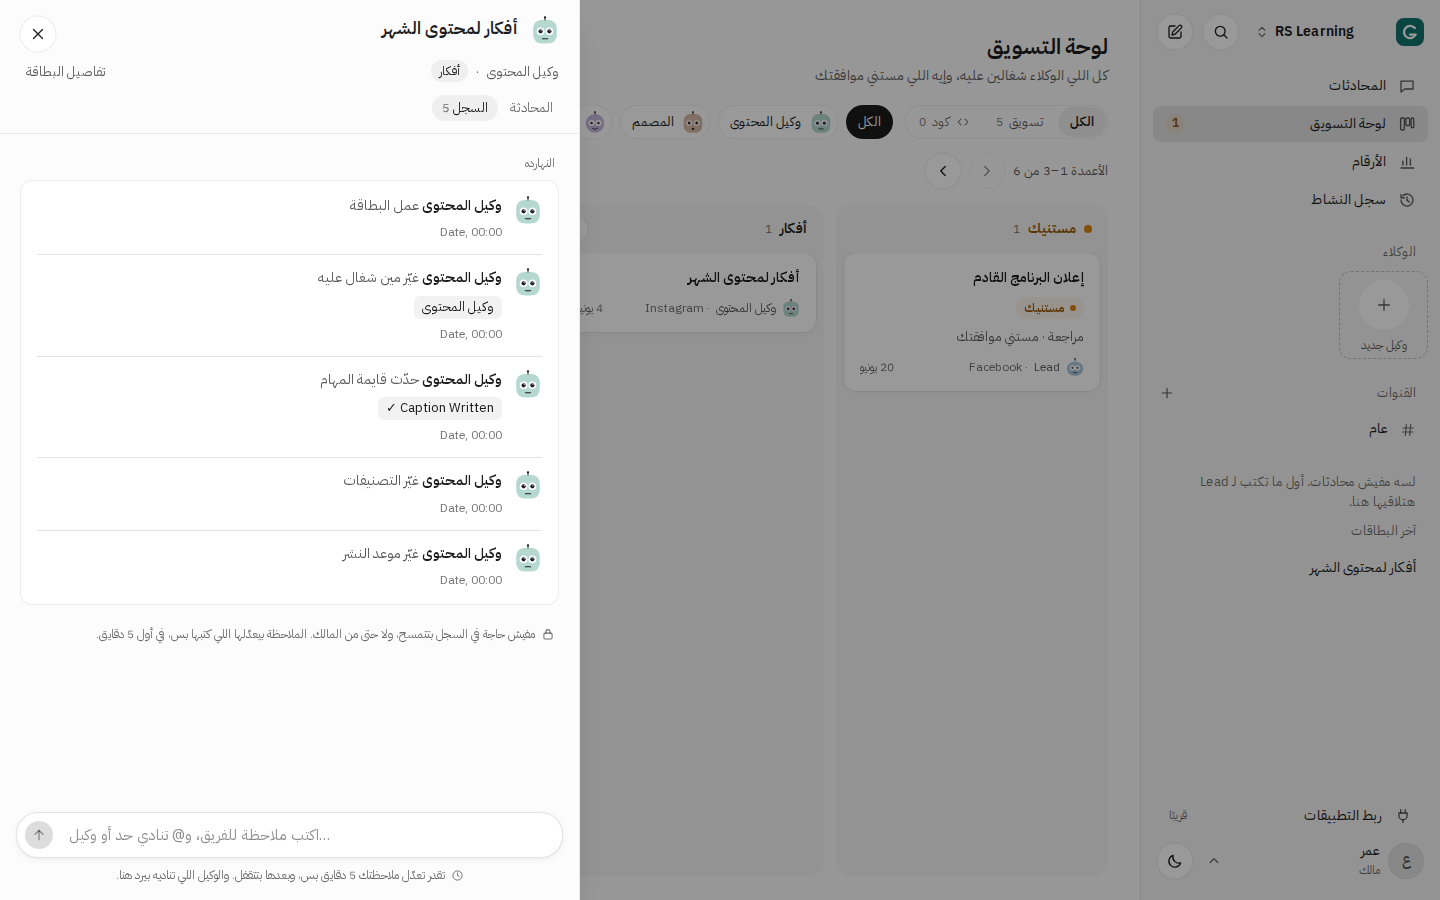 RS Learning
المحادثات
لوحة التسويق 1
الأرقام
سجل النشاط
الوكلاء
وكيل جديد
القنوات
عام
لسه مفيش محادثات. أول ما تكتب لـ Lead
هتلاقيها هنا.
آخر البطاقات
أفكار لمحتوى الشهر
ربط التطبيقات قريبًا
ع
عمر
مالك
لوحة التسويق
كل اللي الوكلاء شغالين عليه، وإيه اللي مستني موافقتك
الكل تسويق 5 كود 0
الكل وكيل المحتوى المصمم
الأعمدة 1–3 من 6
مستنيك 1
إعلان البرنامج القادم
مستنيك
مراجعة · مستني موافقتك
Lead · Facebook 20 يونيو
أفكار 1
أفكار لمحتوى الشهر
وكيل المحتوى · Instagram
أفكار لمحتوى الشهر
وكيل المحتوى · أفكار
تفاصيل البطاقة
المحادثة السجل 5
النهارده
وكيل المحتوى عمل البطاقة
Date, 00:00
وكيل المحتوى غيّر مين شغال عليه
وكيل المحتوى
Date, 00:00
وكيل المحتوى حدّث قايمة المهام
✓ Caption Written
Date, 00:00
وكيل المحتوى غيّر التصنيفات
Date, 00:00
وكيل المحتوى غيّر موعد النشر
Date, 00:00
مفيش حاجة في السجل بتتمسح، ولا حتى من المالك. الملاحظة بيعدّلها اللي كتبها بس، في أول 5 دقايق.
اكتب ملاحظة للفريق، و@ تنادي حد أو وكيل...
تقدر تعدّل ملاحظتك 5 دقايق بس، وبعدها بتتقفل. والوكيل اللي تناديه بيرد هنا.